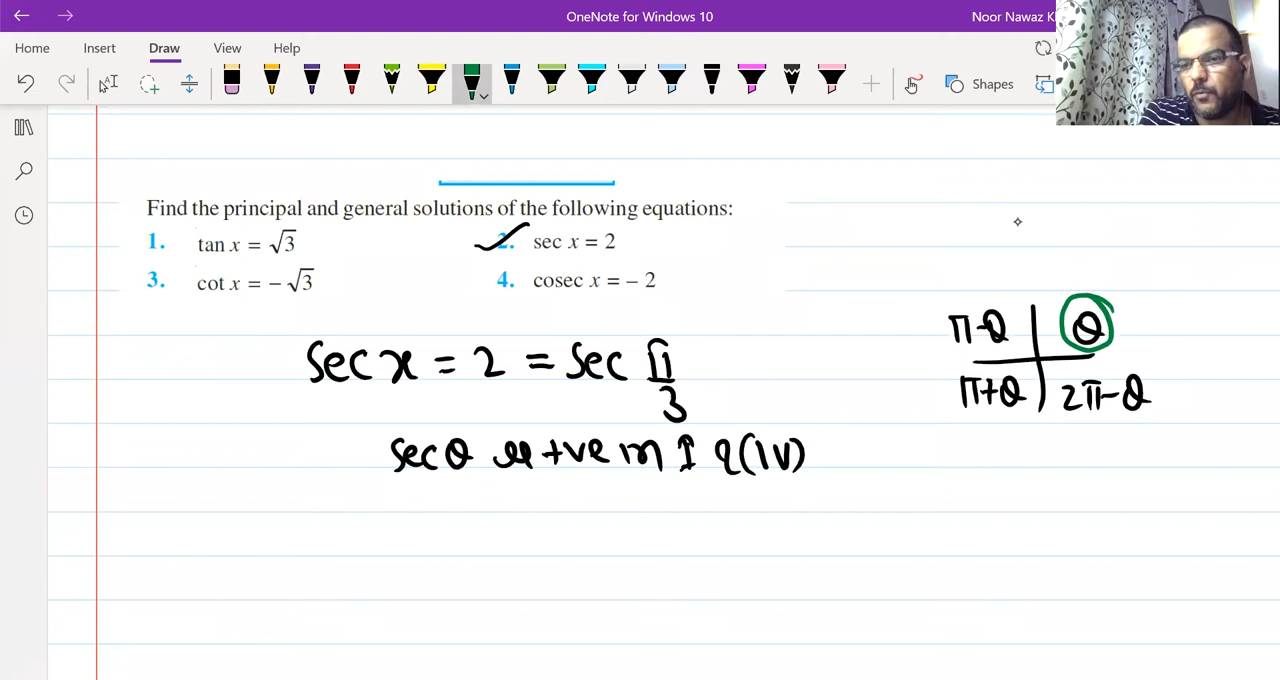 OneNote for Windows 10
Noor Nawaz K
Home Insert Draw View Help
Shapes
Find the principal and general solutions of the following equations:
1. tan x = √3
2. sec x = 2
3. cot x = – √3
4. cosec x = – 2
π-θ θ
π+θ 2π-θ
Sec x = 2 = Sec π/3
Secθ +ve in I & (IV)